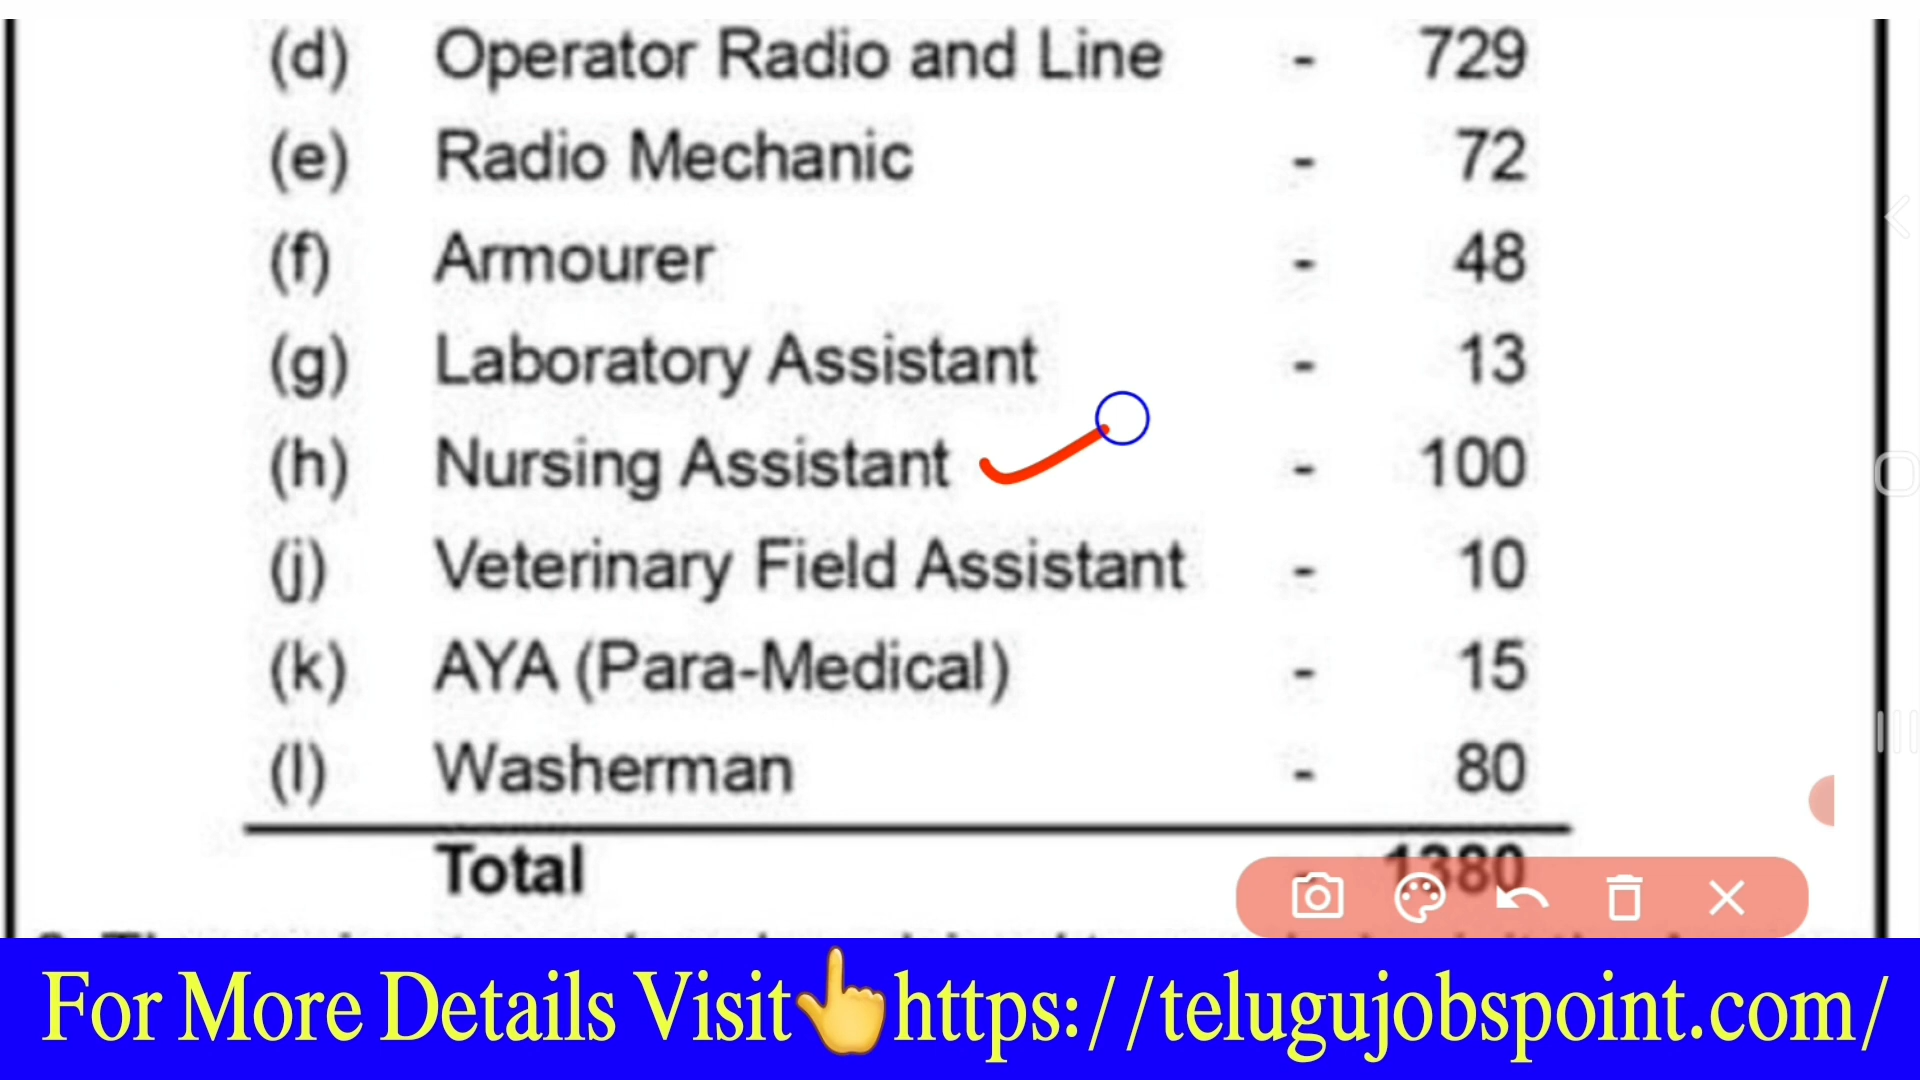 (d) Operator Radio and Line - 729
(e) Radio Mechanic - 72
(f) Armourer - 48
(g) Laboratory Assistant - 13
(h) Nursing Assistant - 100
(j) Veterinary Field Assistant - 10
(k) AYA (Para-Medical) - 15
(l) Washerman - 80
Total - 1380
For More Details Visit👆https://telugujobspoint.com/